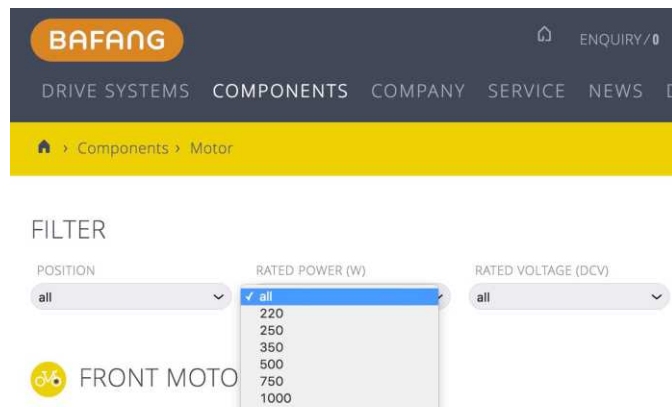 BAFANG
ENQUIRY/0
DRIVE SYSTEMS COMPONENTS COMPANY SERVICE NEWS
› Components › Motor
FILTER
POSITION RATED POWER (W) RATED VOLTAGE (DCV)
all ✓ all all
220
250
350
500
750
1000
FRONT MOTO